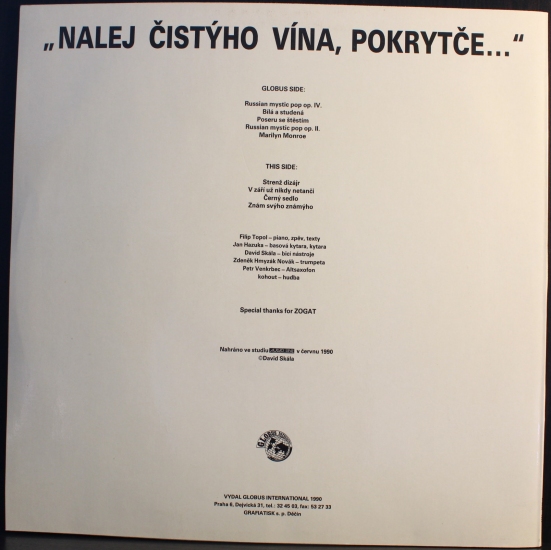 „NALEJ ČISTÝHO VÍNA, POKRYTČE..."
GLOBUS SIDE:
Russian mystic pop op. IV.
Bílá a studená
Poseru se štěstím
Russian mystic pop op. II.
Marilyn Monroe
THIS SIDE:
Strenž dizájr
V září už nikdy netančí
Černý sedlo
Znám svýho známýho
Filip Topol – piano, zpěv, texty
Jan Hazuka – basová kytara, kytara
David Skála – bicí nástroje
Zdeněk Hmyzák Novák – trumpeta
Petr Venkrbec – Altsaxofon
kohout – hudba
Special thanks for ZOGAT
Nahráno ve studiu v červnu 1990
©David Skála
GLOBUS
VYDAL GLOBUS INTERNATIONAL 1990
Praha 6, Dejvická 31, tel.: 32 45 03, fax: 53 27 33
GRAFIATISK s. p. Děčín